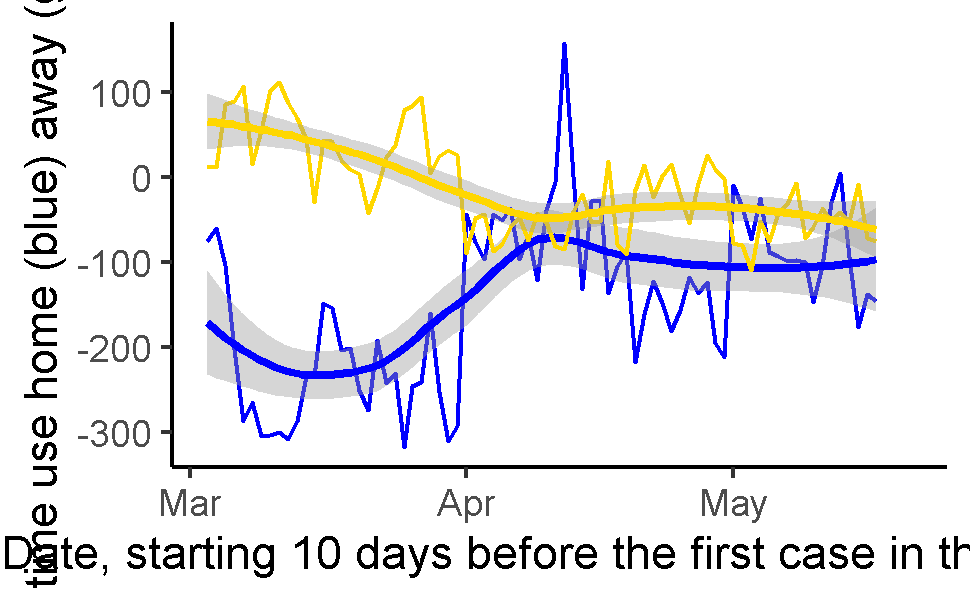 time use home (blue) away (
100
0
-100
-200
-300
Mar Apr May
Date, starting 10 days before the first case in th